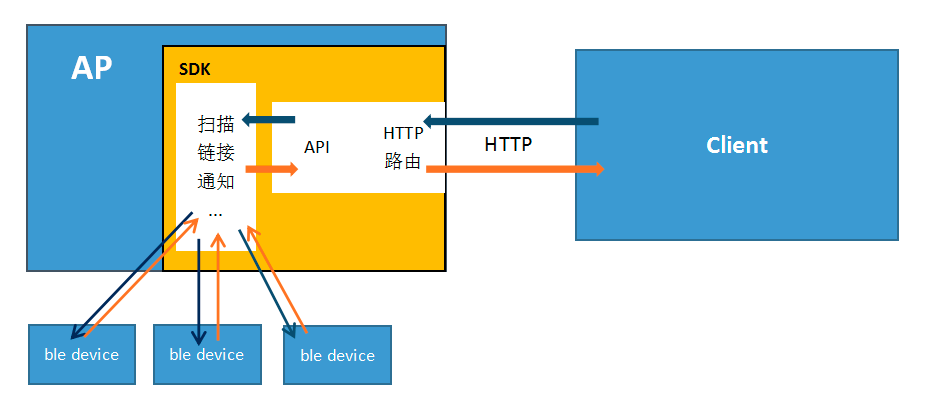 AP
SDK
扫描
链接
通知
...
API
HTTP
路由
HTTP
Client
ble device
ble device
ble device